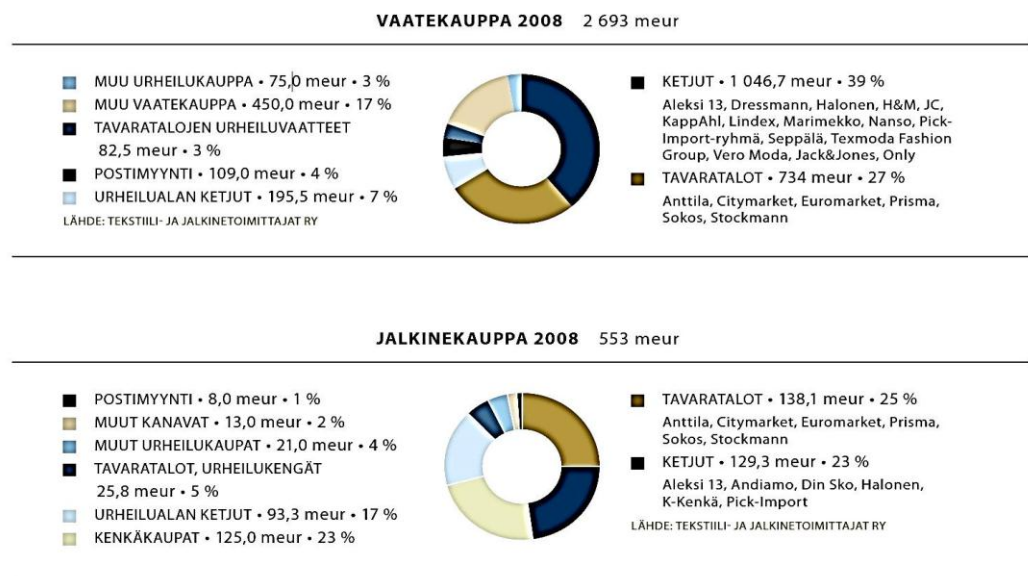 VAATEKAUPPA 2008 2 693 meur
MUU URHEILUKAUPPA • 75,0 meur • 3 %
MUU VAATEKAUPPA • 450,0 meur • 17 %
TAVARATALOJEN URHEILUVAATTEET
82,5 meur • 3 %
POSTIMYYNTI • 109,0 meur • 4 %
URHEILUALAN KETJUT • 195,5 meur • 7 %
LÄHDE: TEKSTIILI- JA JALKINETOIMITTAJAT RY
KETJUT • 1 046,7 meur • 39 %
Aleksi 13, Dressmann, Halonen, H&M, JC,
KappAhl, Lindex, Marimekko, Nanso, Pick-
Import-ryhmä, Seppälä, Texmoda Fashion
Group, Vero Moda, Jack&Jones, Only
TAVARATALOT • 734 meur • 27 %
Anttila, Citymarket, Euromarket, Prisma,
Sokos, Stockmann
JALKINEKAUPPA 2008 553 meur
POSTIMYYNTI • 8,0 meur • 1 %
MUUT KANAVAT • 13,0 meur • 2 %
MUUT URHEILUKAUPAT • 21,0 meur • 4 %
TAVARATALOT, URHEILUKENGÄT
25,8 meur • 5 %
URHEILUALAN KETJUT • 93,3 meur • 17 %
KENKÄKAUPAT • 125,0 meur • 23 %
TAVARATALOT • 138,1 meur • 25 %
Anttila, Citymarket, Euromarket, Prisma,
Sokos, Stockmann
KETJUT • 129,3 meur • 23 %
Aleksi 13, Andiamo, Din Sko, Halonen,
K-Kenkä, Pick-Import
LÄHDE: TEKSTIILI- JA JALKINETOIMITTAJAT RY